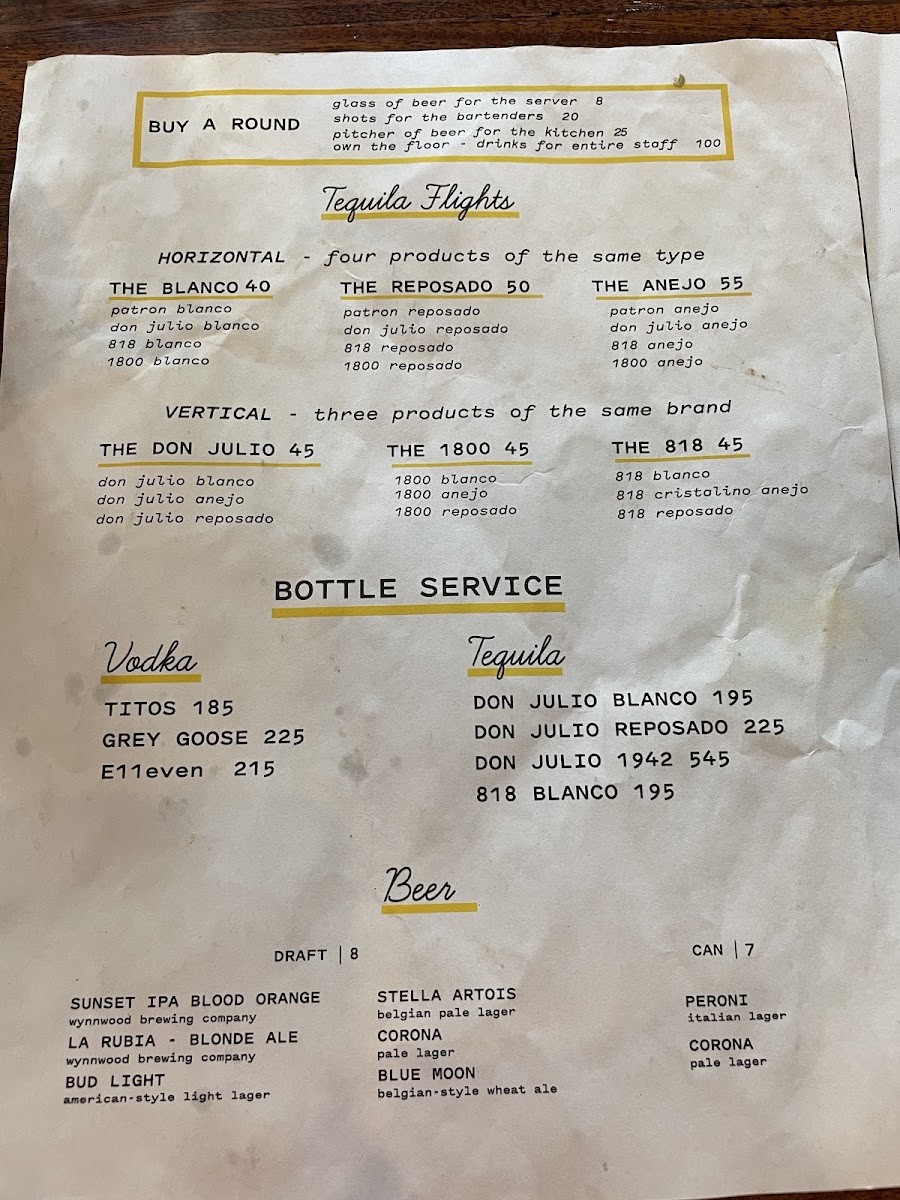 BUY A ROUND
glass of beer for the server 8
shots for the bartenders 20
pitcher of beer for the kitchen 25
own the floor - drinks for entire staff 100
Tequila Flights
HORIZONTAL - four products of the same type
THE BLANCO 40
patron blanco
don julio blanco
818 blanco
1800 blanco
THE REPOSADO 50
patron reposado
don julio reposado
818 reposado
1800 reposado
THE ANEJO 55
patron anejo
don julio anejo
818 anejo
1800 anejo
VERTICAL - three products of the same brand
THE DON JULIO 45
don julio blanco
don julio anejo
don julio reposado
THE 1800 45
1800 blanco
1800 anejo
1800 reposado
THE 818 45
818 blanco
818 cristalino anejo
818 reposado
BOTTLE SERVICE
Vodka
TITOS 185
GREY GOOSE 225
E11even 215
Tequila
DON JULIO BLANCO 195
DON JULIO REPOSADO 225
DON JULIO 1942 545
818 BLANCO 195
Beer
DRAFT | 8
SUNSET IPA BLOOD ORANGE
wynnwood brewing company
LA RUBIA - BLONDE ALE
wynnwood brewing company
BUD LIGHT
american-style light lager
STELLA ARTOIS
belgian pale lager
CORONA
pale lager
BLUE MOON
belgian-style wheat ale
CAN | 7
PERONI
italian lager
CORONA
pale lager